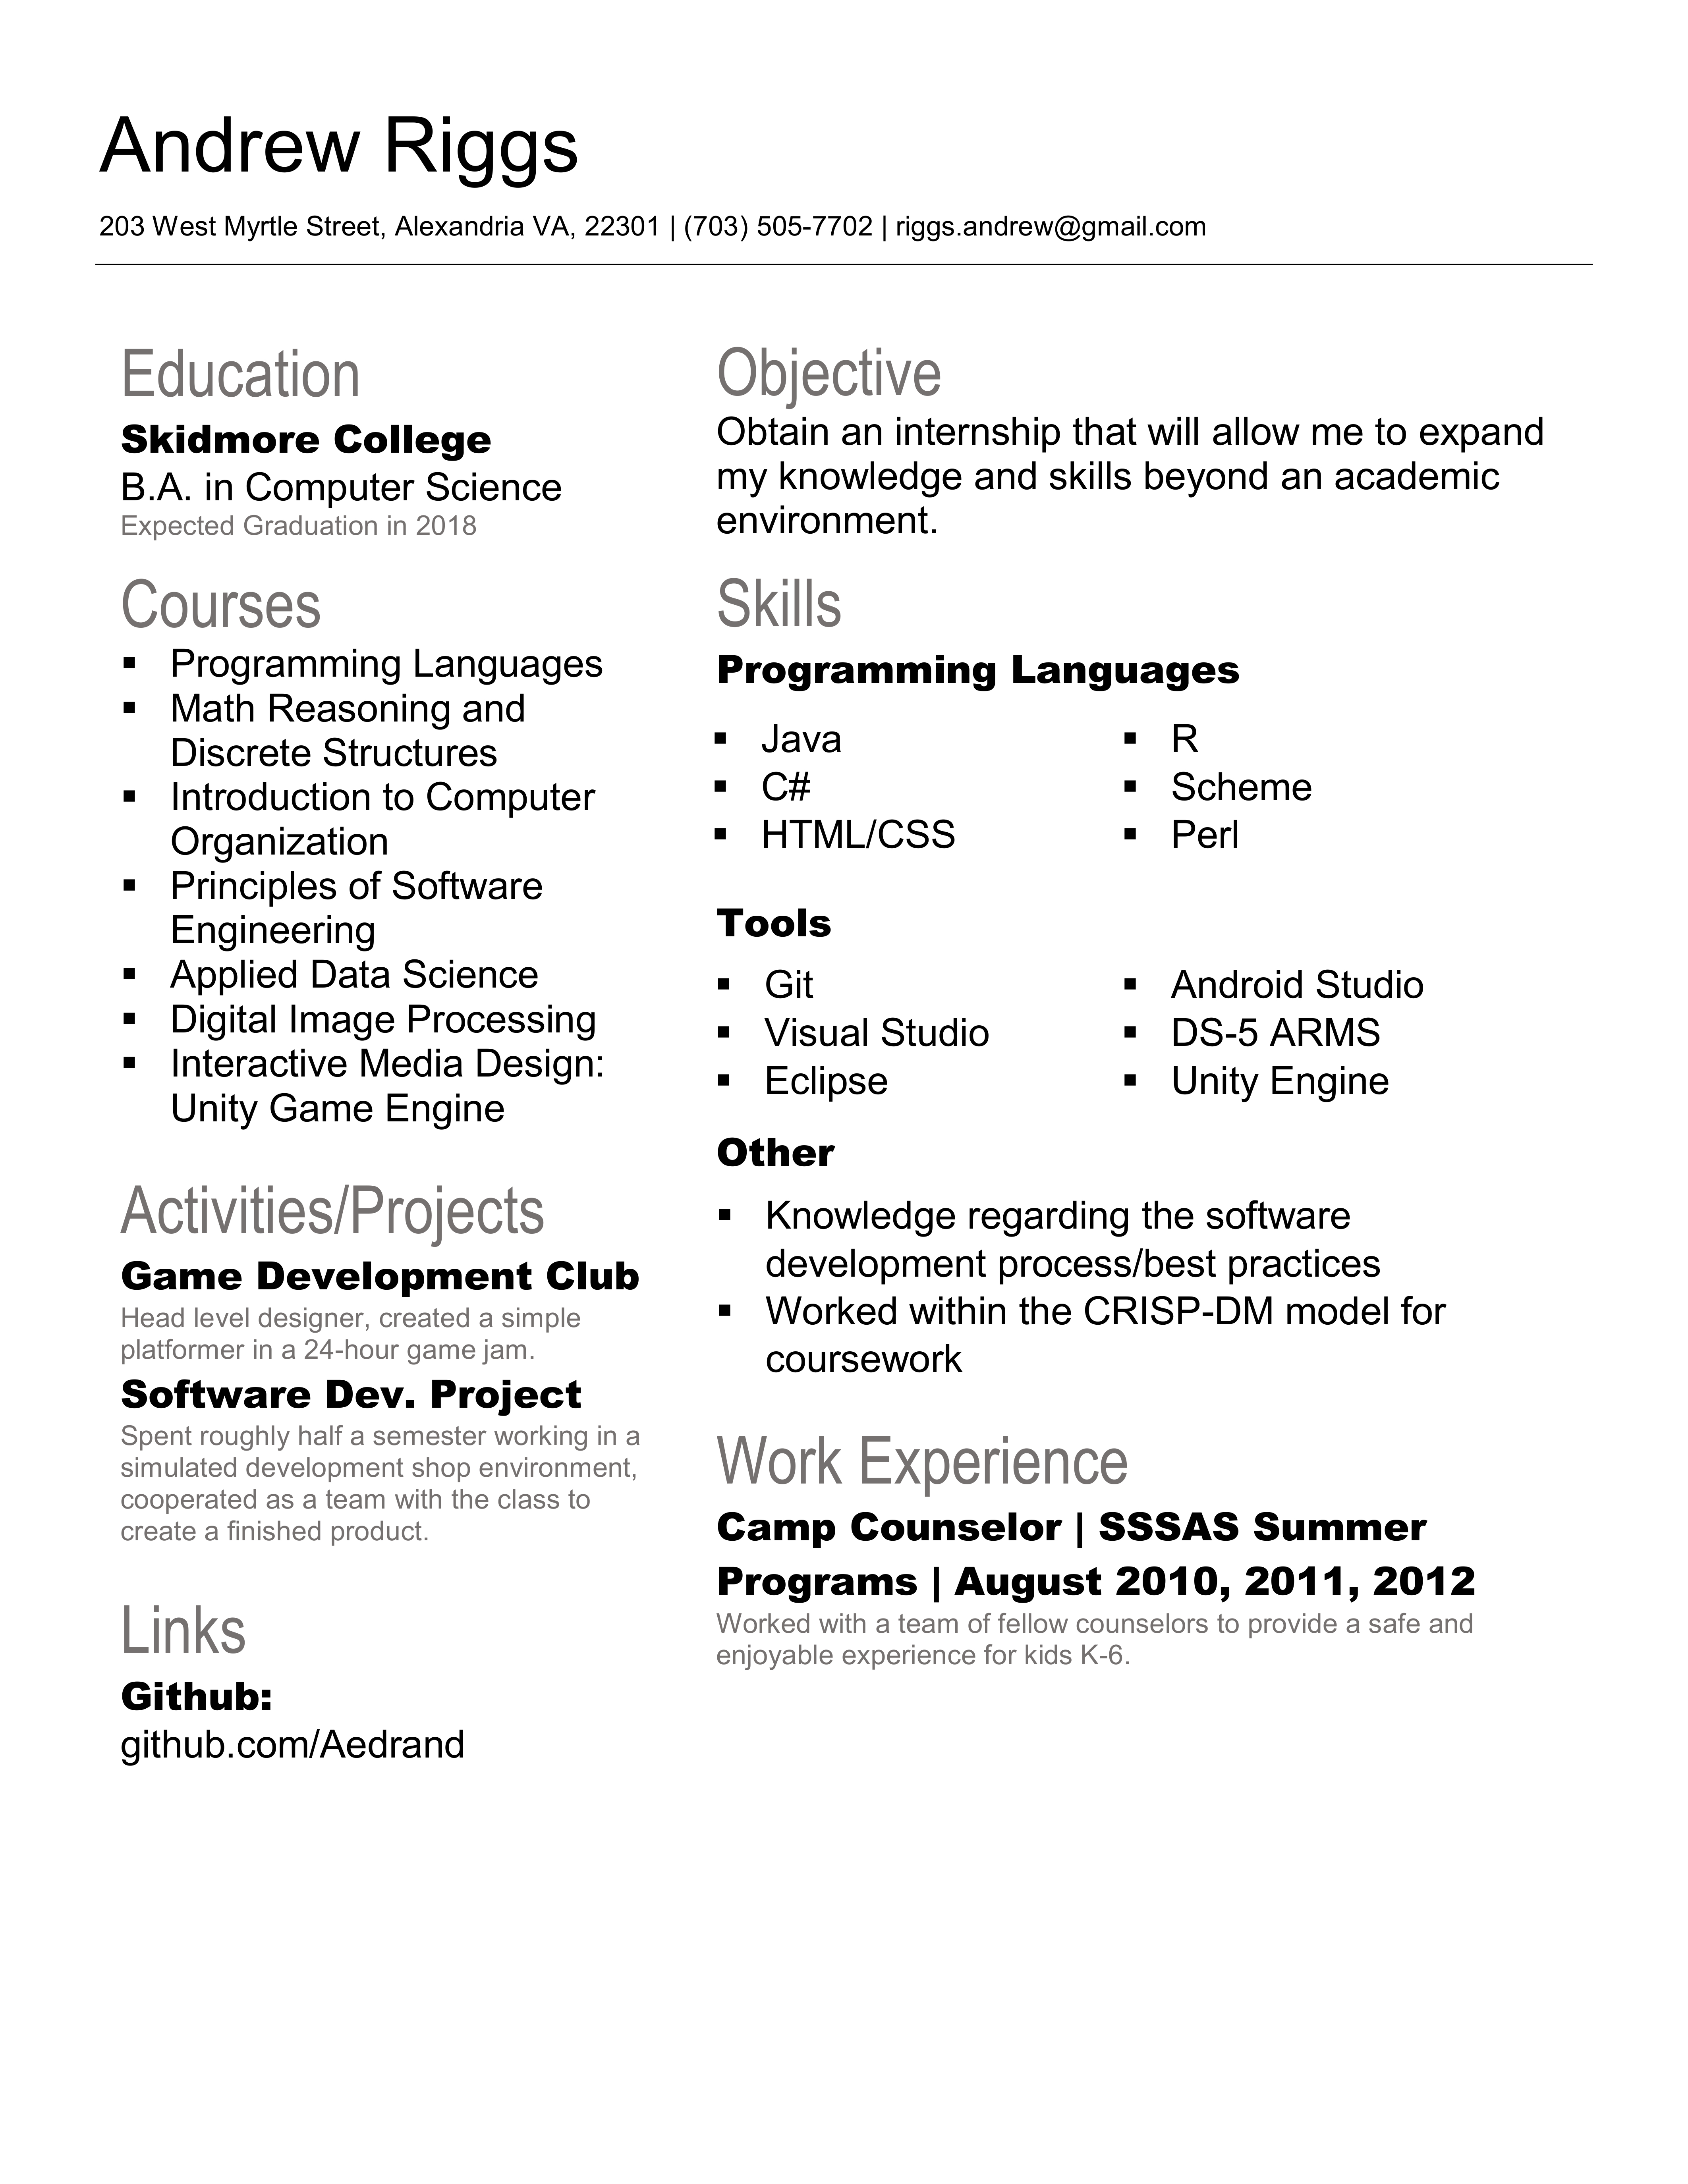 Andrew Riggs
203 West Myrtle Street, Alexandria VA, 22301 | (703) 505-7702 | riggs.andrew@gmail.com
Education
Skidmore College
B.A. in Computer Science
Expected Graduation in 2018
Courses
▪ Programming Languages
▪ Math Reasoning and
Discrete Structures
▪ Introduction to Computer
Organization
▪ Principles of Software
Engineering
▪ Applied Data Science
▪ Digital Image Processing
▪ Interactive Media Design:
Unity Game Engine
Activities/Projects
Game Development Club
Head level designer, created a simple
platformer in a 24-hour game jam.
Software Dev. Project
Spent roughly half a semester working in a
simulated development shop environment,
cooperated as a team with the class to
create a finished product.
Links
Github:
github.com/Aedrand
Objective
Obtain an internship that will allow me to expand
my knowledge and skills beyond an academic
environment.
Skills
Programming Languages
▪ Java
▪ C#
▪ HTML/CSS
▪ R
▪ Scheme
▪ Perl
Tools
▪ Git
▪ Visual Studio
▪ Eclipse
▪ Android Studio
▪ DS-5 ARMS
▪ Unity Engine
Other
▪ Knowledge regarding the software
development process/best practices
▪ Worked within the CRISP-DM model for
coursework
Work Experience
Camp Counselor | SSSAS Summer
Programs | August 2010, 2011, 2012
Worked with a team of fellow counselors to provide a safe and
enjoyable experience for kids K-6.